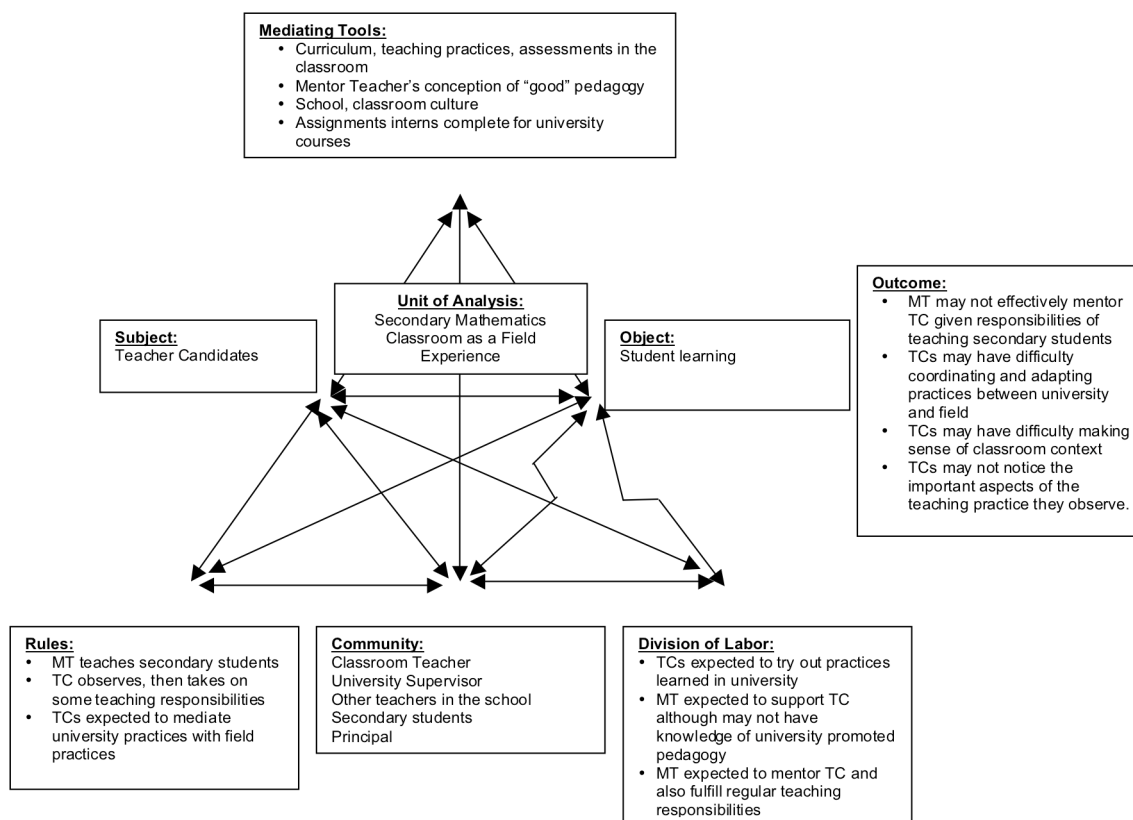 Mediating Tools:
• Curriculum, teaching practices, assessments in the
classroom
• Mentor Teacher's conception of “good” pedagogy
• School, classroom culture
• Assignments interns complete for university
courses
Unit of Analysis:
Secondary Mathematics
Classroom as a Field
Experience
Subject:
Teacher Candidates
Object:
Student learning
Outcome:
• MT may not effectively mentor
TC given responsibilities of
teaching secondary students
• TCs may have difficulty
coordinating and adapting
practices between university
and field
• TCs may have difficulty making
sense of classroom context
• TCs may not notice the
important aspects of the
teaching practice they observe.
Rules:
• MT teaches secondary students
• TC observes, then takes on
some teaching responsibilities
• TCs expected to mediate
university practices with field
practices
Community:
Classroom Teacher
University Supervisor
Other teachers in the school
Secondary students
Principal
Division of Labor:
• TCs expected to try out practices
learned in university
• MT expected to support TC
although may not have
knowledge of university promoted
pedagogy
• MT expected to mentor TC and
also fulfill regular teaching
responsibilities